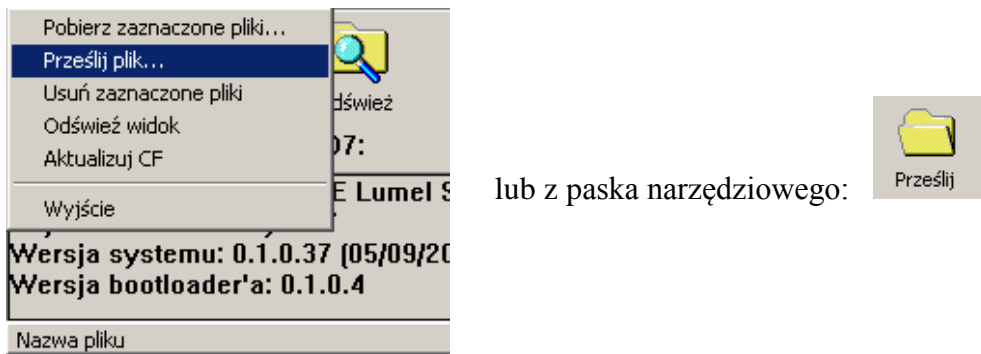 Pobierz zaznaczone pliki...
Prześlij plik...
Usuń zaznaczone pliki
dśwież
Odśwież widok
07:
Aktualizuj CF
E Lumel S
Wyjście
Wersja systemu: 0.1.0.37 (05/09/20
Wersja bootloader'a: 0.1.0.4
Nazwa pliku
lub z paska narzędziowego:
Prześlij